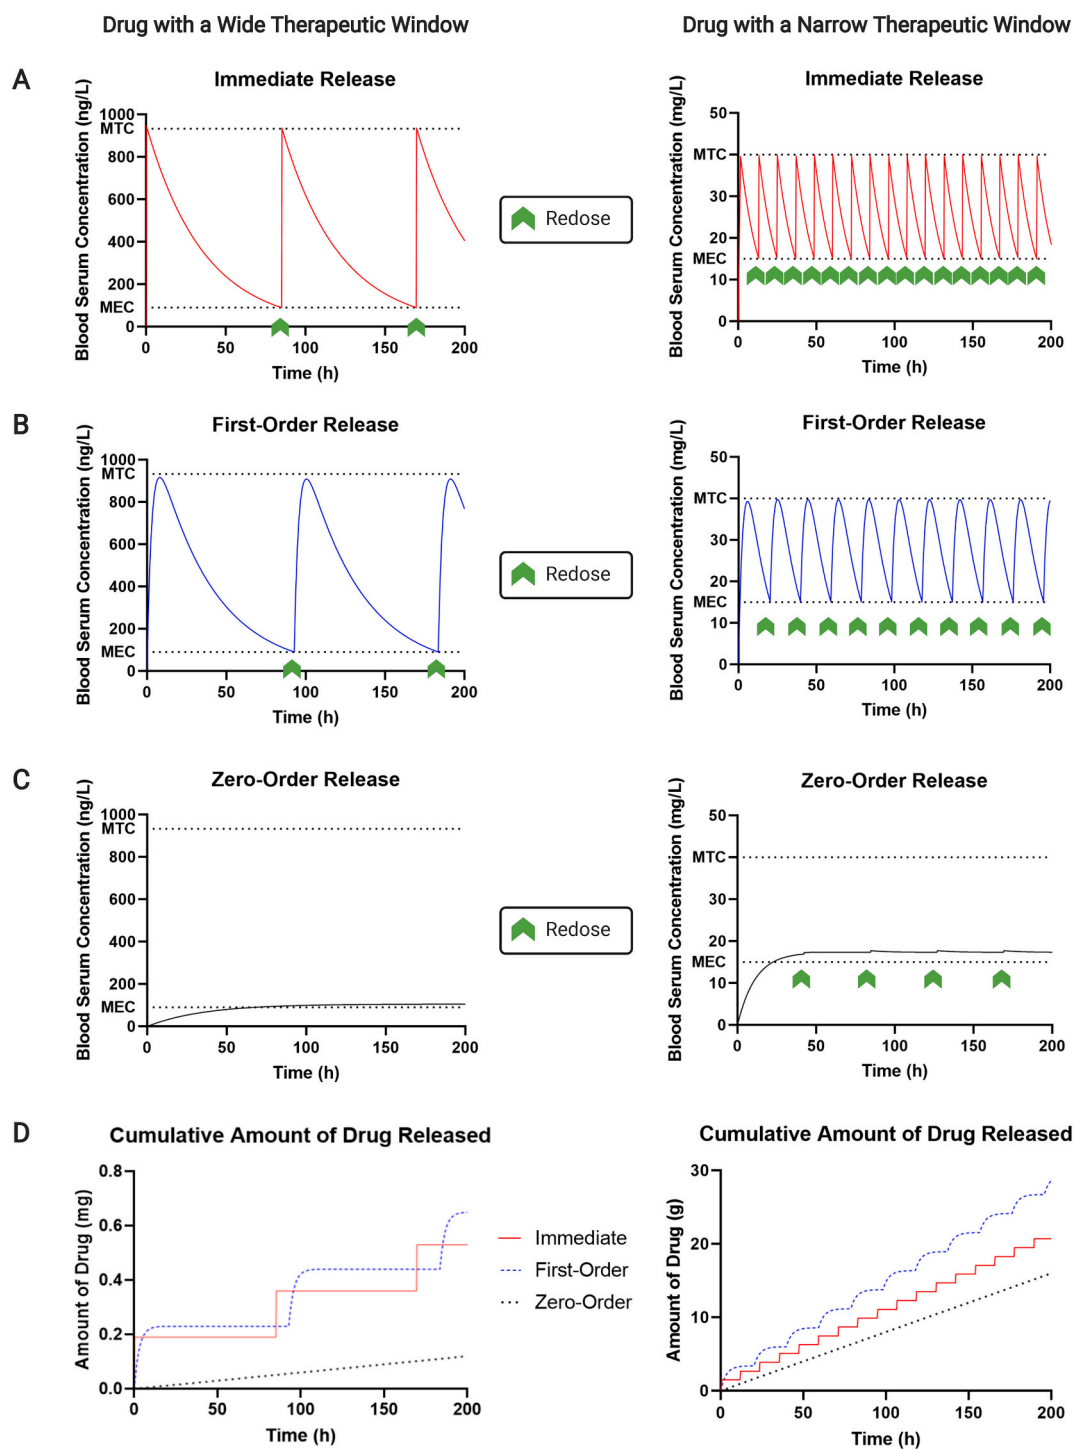 Drug with a Wide Therapeutic Window
Drug with a Narrow Therapeutic Window
A
Immediate Release
Blood Serum Concentration (ng/L)
1000
MTC
800
600
400
200
MEC
0
0 50 100 150 200
Time (h)
Redose
Immediate Release
Blood Serum Concentration (mg/L)
50
MTC
30
20
MEC
10
0
0 50 100 150 200
Time (h)
B
First-Order Release
Blood Serum Concentration (ng/L)
1000
MTC
800
600
400
200
MEC
0
0 50 100 150 200
Time (h)
Redose
First-Order Release
Blood Serum Concentration (mg/L)
50
MTC
30
20
MEC
10
0
0 50 100 150 200
Time (h)
C
Zero-Order Release
Blood Serum Concentration (ng/L)
1000
MTC
800
600
400
200
MEC
0
0 50 100 150 200
Time (h)
Redose
Zero-Order Release
Blood Serum Concentration (mg/L)
50
MTC
30
20
MEC
10
0
0 50 100 150 200
Time (h)
D
Cumulative Amount of Drug Released
Amount of Drug (mg)
0.8
0.6
0.4
0.2
0.0
0 50 100 150 200
Time (h)
Immediate
First-Order
Zero-Order
Cumulative Amount of Drug Released
Amount of Drug (g)
30
20
10
0
0 50 100 150 200
Time (h)